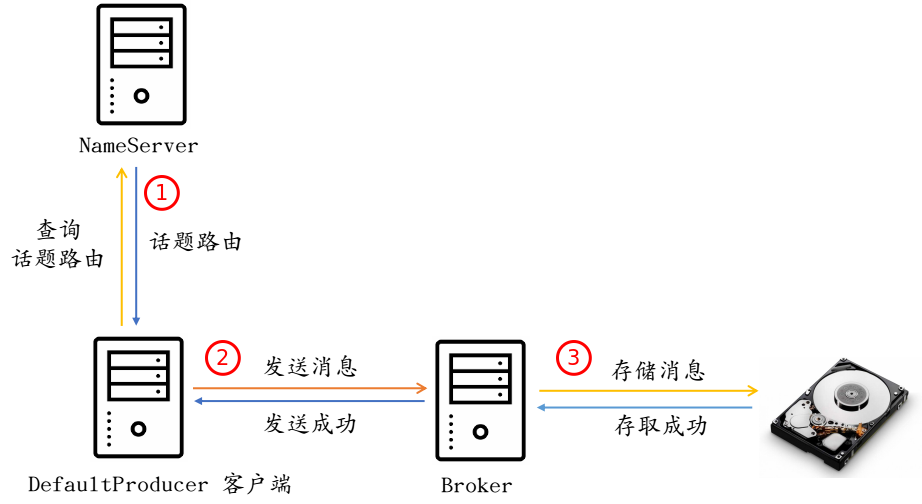 NameServer
1
查询
话题路由
话题路由
2
发送消息
发送成功
3
存储消息
存取成功
DefaultProducer 客户端
Broker